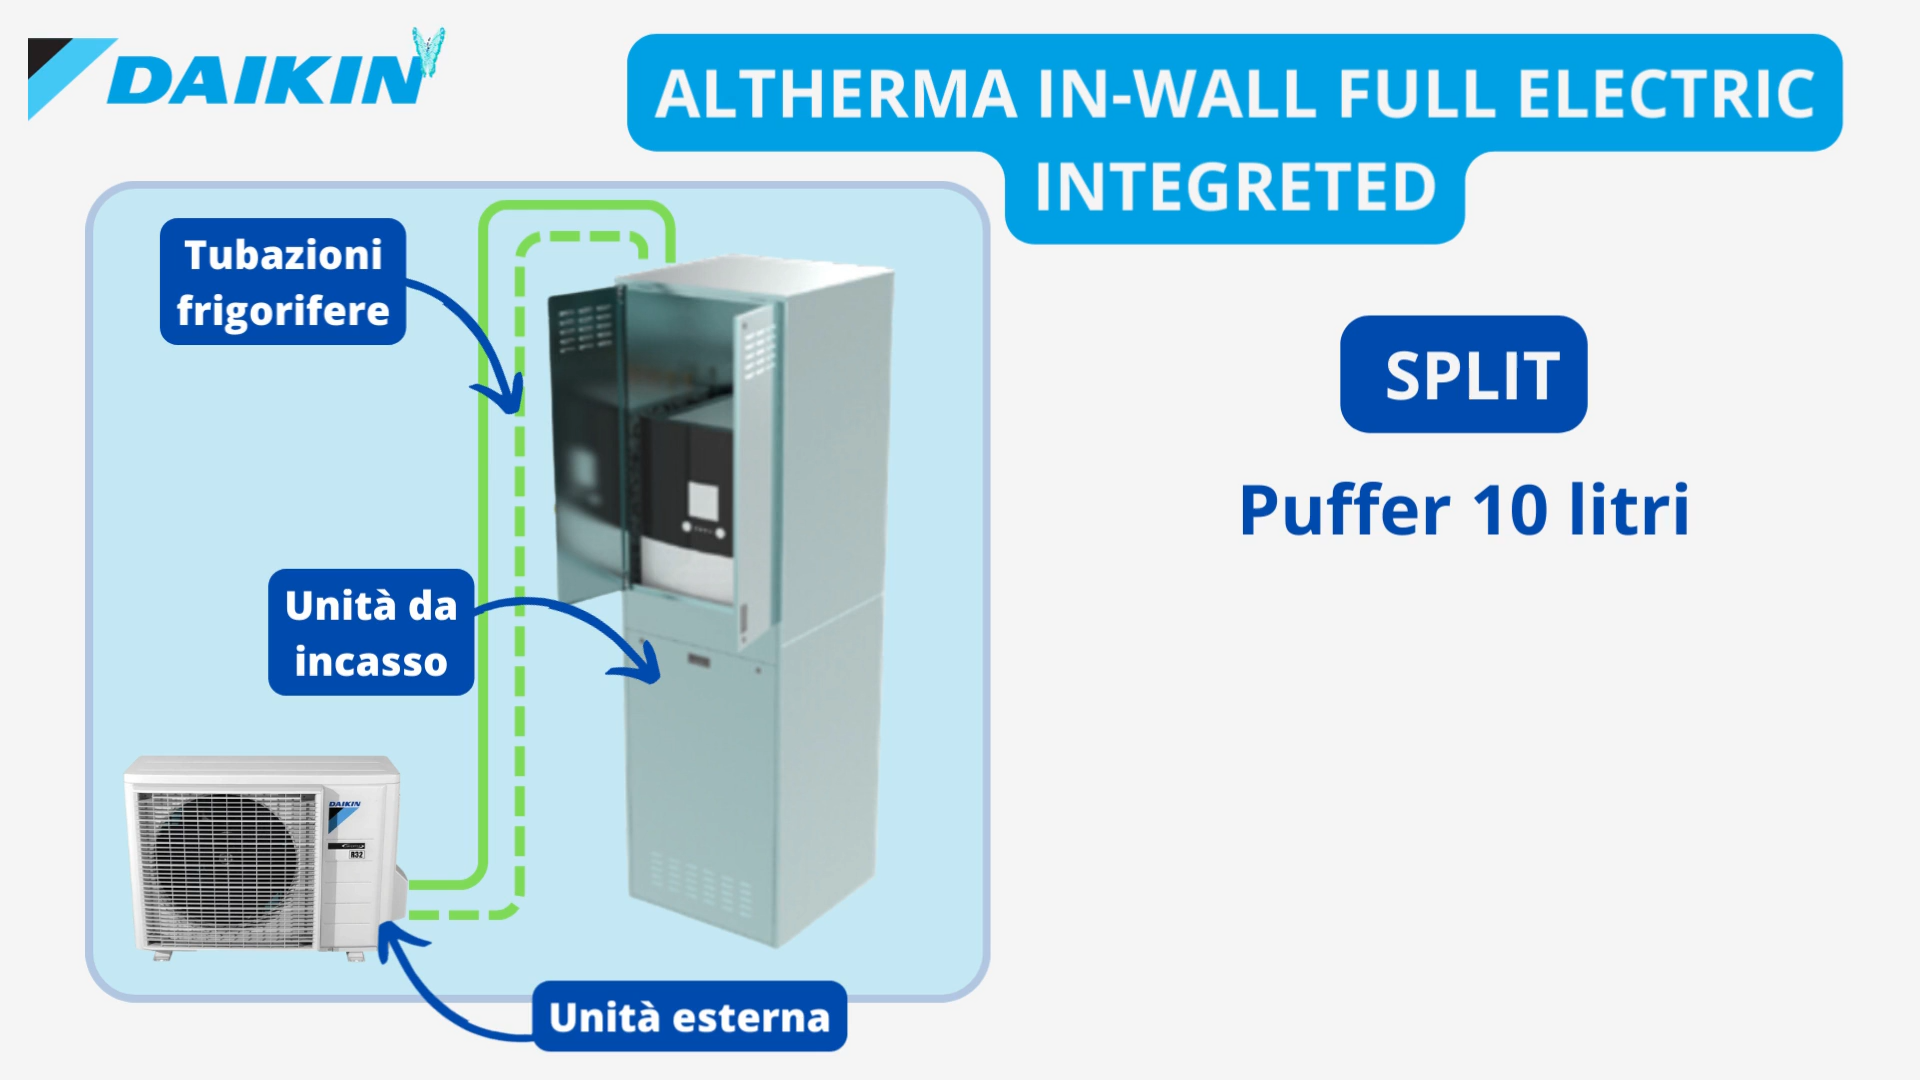 DAIKIN
ALTHERMA IN-WALL FULL ELECTRIC
INTEGRETED
Tubazioni
frigorifere
SPLIT
Puffer 10 litri
Unità da
incasso
DAIKIN
R32
Unità esterna